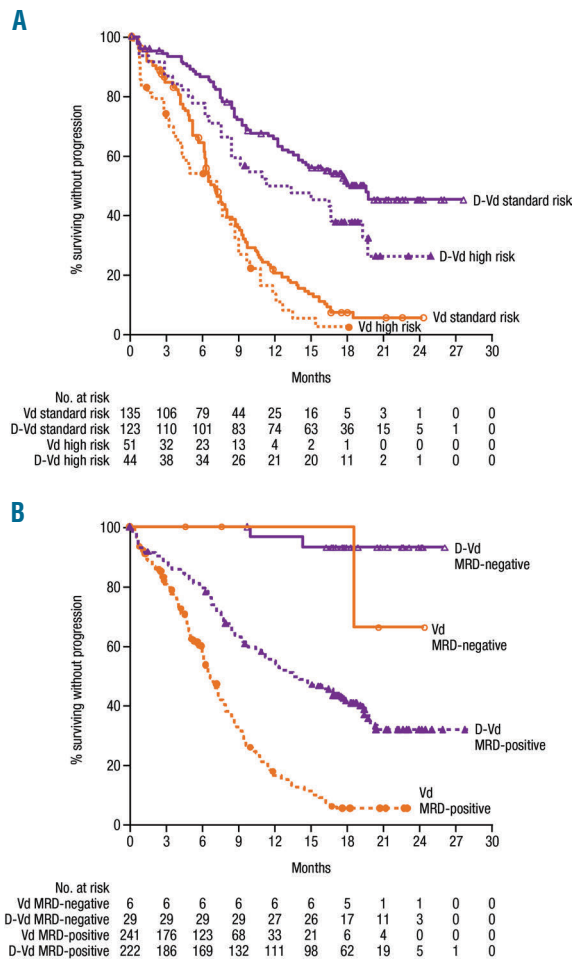 A
100
80
60
40
20
0
% surviving without progression
D-Vd standard risk
D-Vd high risk
Vd standard risk
Vd high risk
0 3 6 9 12 15 18 21 24 27 30
Months
No. at risk
Vd standard risk 135 106 79 44 25 16 5 3 1 0 0
D-Vd standard risk 123 110 101 83 74 63 36 15 5 1 0
Vd high risk 51 32 23 13 4 2 1 0 0 0 0
D-Vd high risk 44 38 34 26 21 20 11 2 1 0 0
B
100
80
60
40
20
0
% surviving without progression
D-Vd
MRD-negative
Vd
MRD-negative
D-Vd
MRD-positive
Vd
MRD-positive
0 3 6 9 12 15 18 21 24 27 30
Months
No. at risk
Vd MRD-negative 6 6 6 6 6 6 5 1 1 0 0
D-Vd MRD-negative 29 29 29 29 27 26 17 11 3 0 0
Vd MRD-positive 241 176 123 68 33 21 6 4 0 0 0
D-Vd MRD-positive 222 186 169 132 111 98 62 19 5 1 0